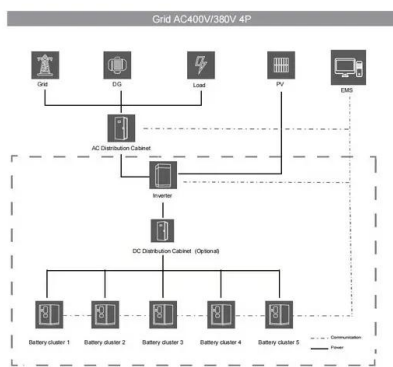 Grid AC400V/380V 4P
Grid
DG
Load
PV
EMS
AC Distribution Cabinet
Inverter
DC Distribution Cabinet (Optional)
Battery cluster 1
Battery cluster 2
Battery cluster 3
Battery cluster 4
Battery cluster 5
Communication
Power